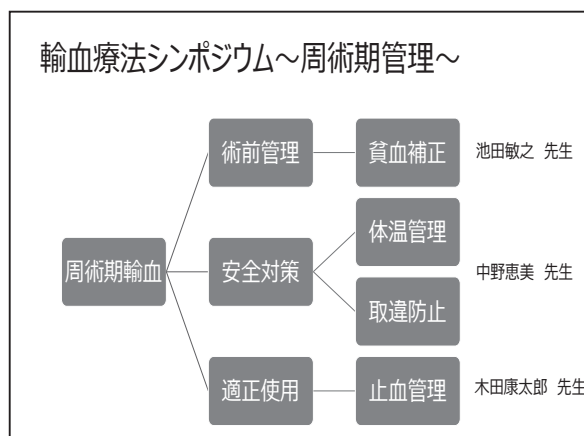 輸血療法シンポジウム～周術期管理～
術前管理
貧血補正
池田敏之 先生
体温管理
周術期輸血
安全対策
中野恵美 先生
取違防止
適正使用
止血管理
木田康太郎 先生